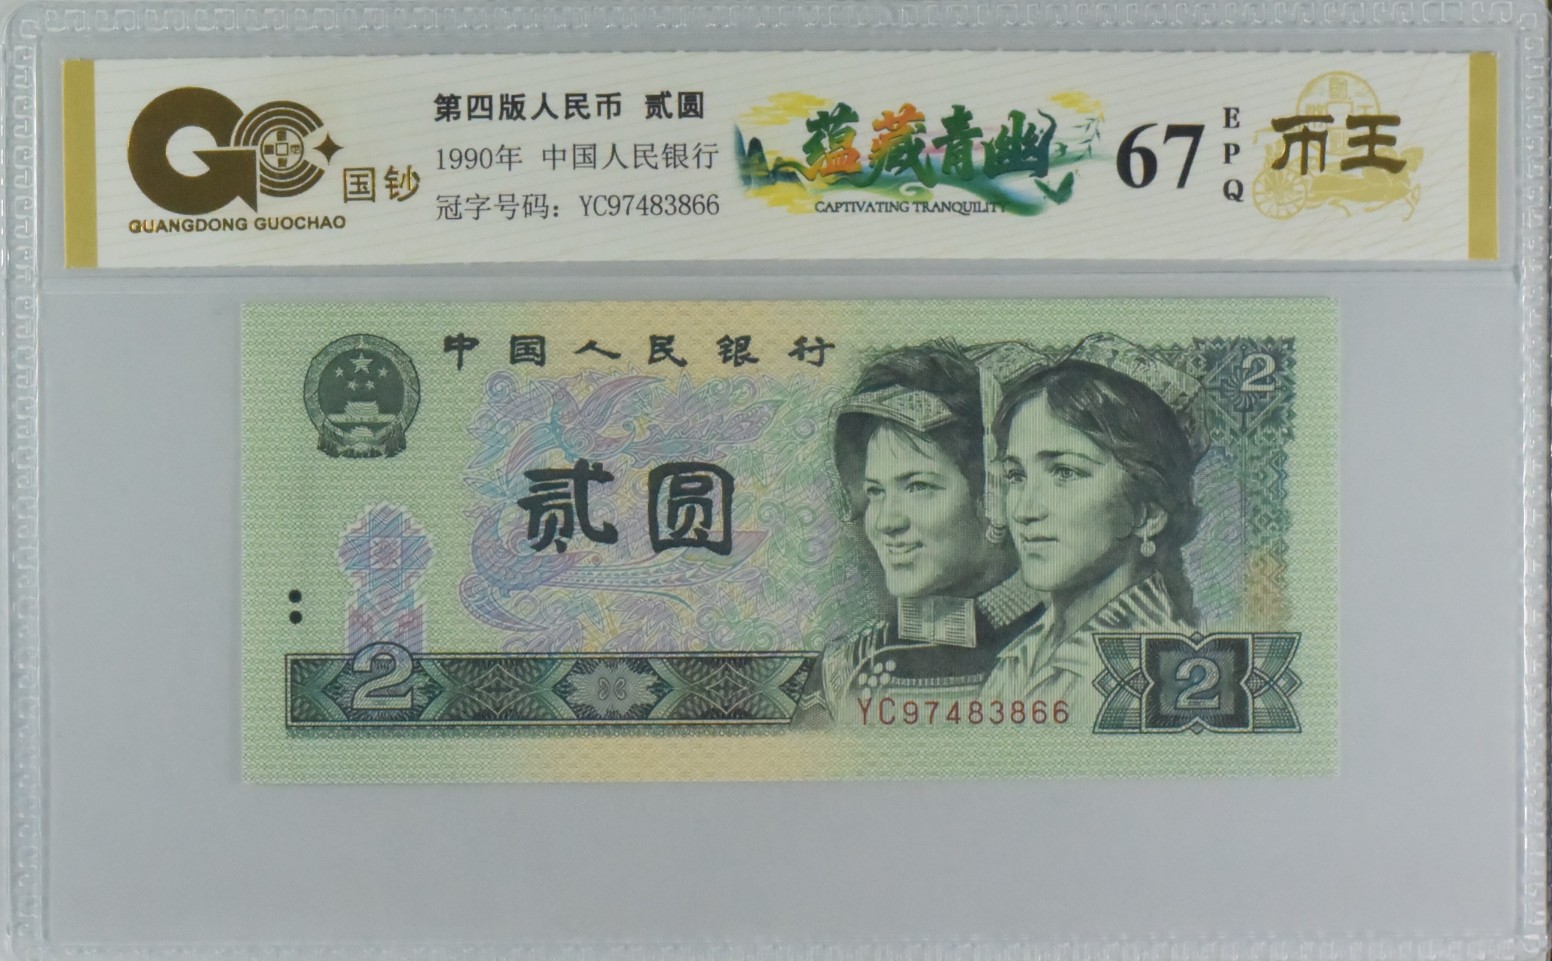 国钞
QUANGDONG GUOCHAO
第四版人民币 贰圆
1990年 中国人民银行
冠字号码：YC97483866
蕴藏青幽
CAPTIVATING TRANQUILITY
67
EPQ
币王
中国人民银行
2
贰圆
2
YC97483866
2